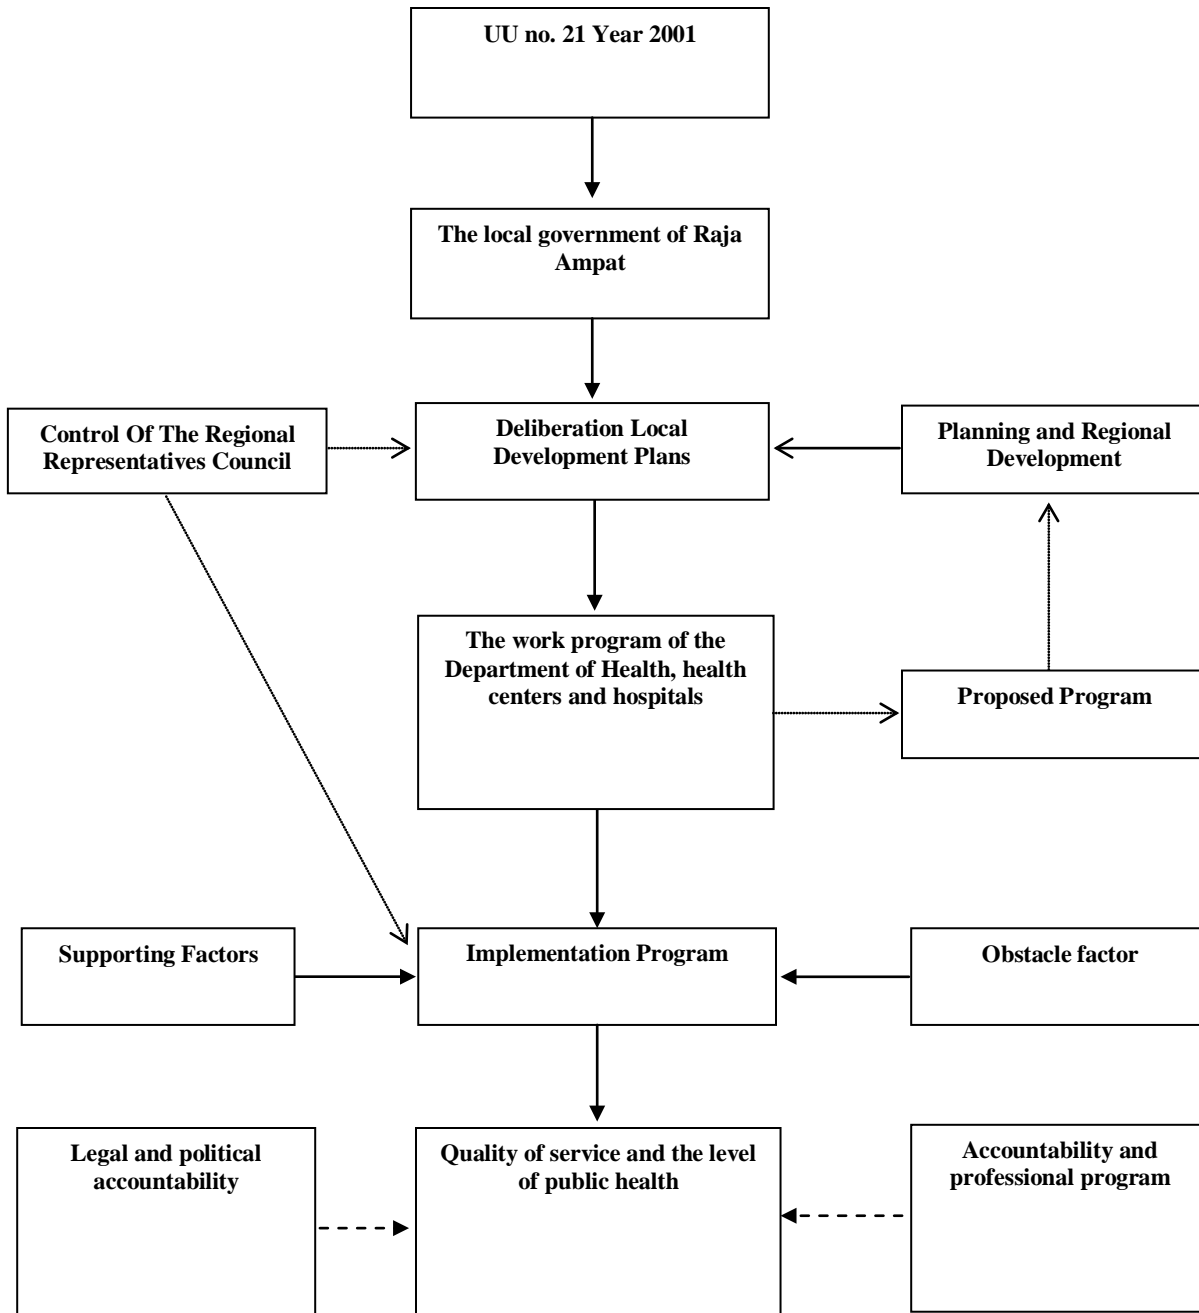 UU no. 21 Year 2001
The local government of Raja
Ampat
Control Of The Regional
Representatives Council
Deliberation Local
Development Plans
Planning and Regional
Development
The work program of the
Department of Health, health
centers and hospitals
Proposed Program
Supporting Factors
Implementation Program
Obstacle factor
Legal and political
accountability
Quality of service and the level
of public health
Accountability and
professional program